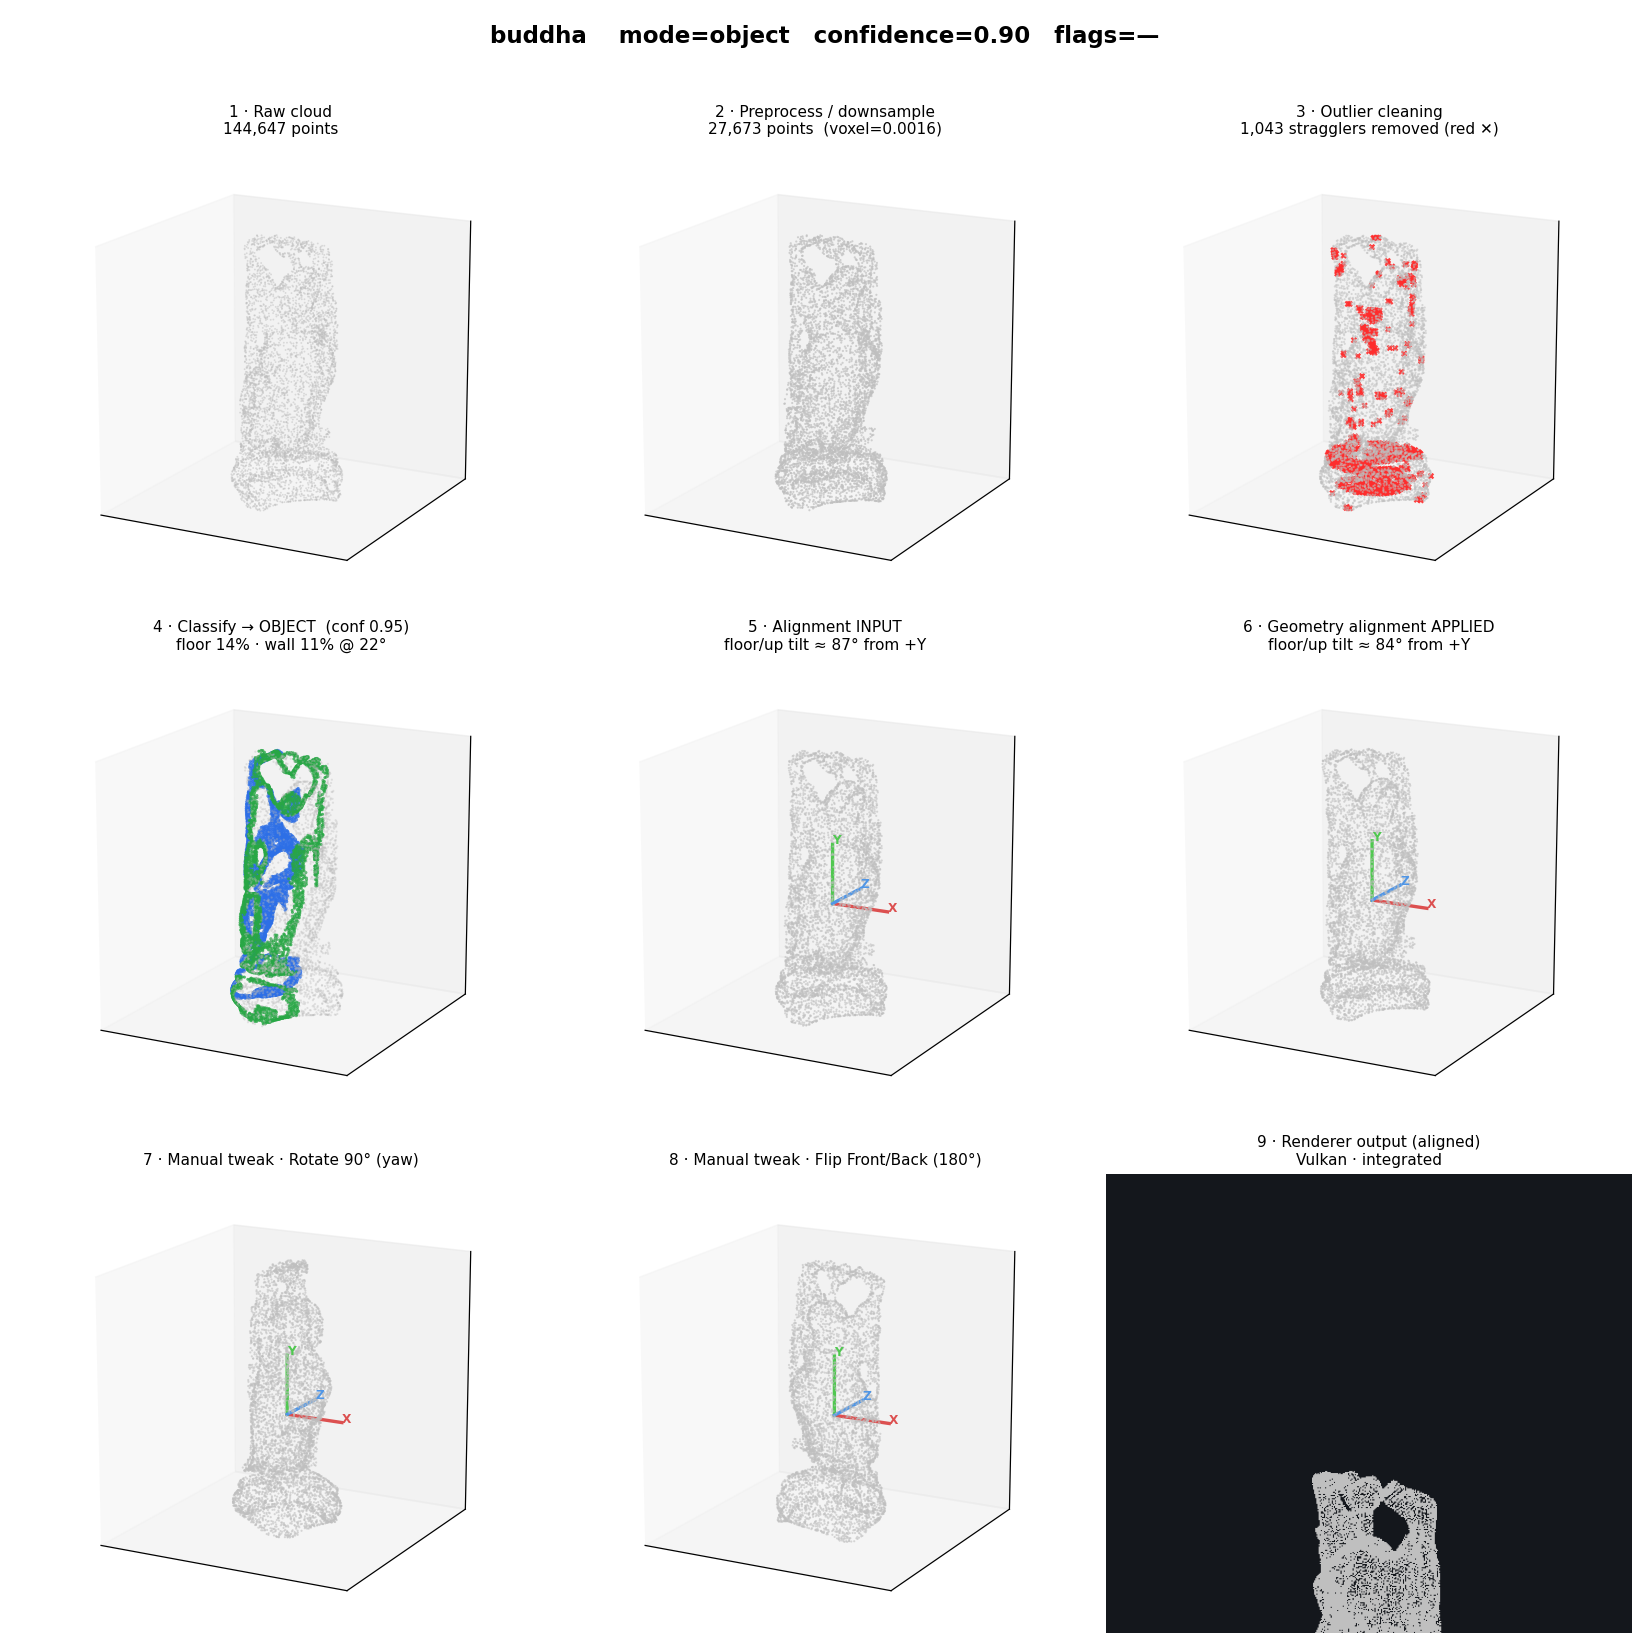 buddha    mode=object   confidence=0.90   flags=—
1 · Raw cloud
144,647 points
2 · Preprocess / downsample
27,673 points  (voxel=0.0016)
3 · Outlier cleaning
1,043 stragglers removed (red ×)
4 · Classify → OBJECT  (conf 0.95)
floor 14% · wall 11% @ 22°
5 · Alignment INPUT
floor/up tilt ≈ 87° from +Y
6 · Geometry alignment APPLIED
floor/up tilt ≈ 84° from +Y
Y
Z
X
Y
Z
X
7 · Manual tweak · Rotate 90° (yaw)
8 · Manual tweak · Flip Front/Back (180°)
9 · Renderer output (aligned)
Vulkan · integrated
Y
Z
X
Y
Z
X